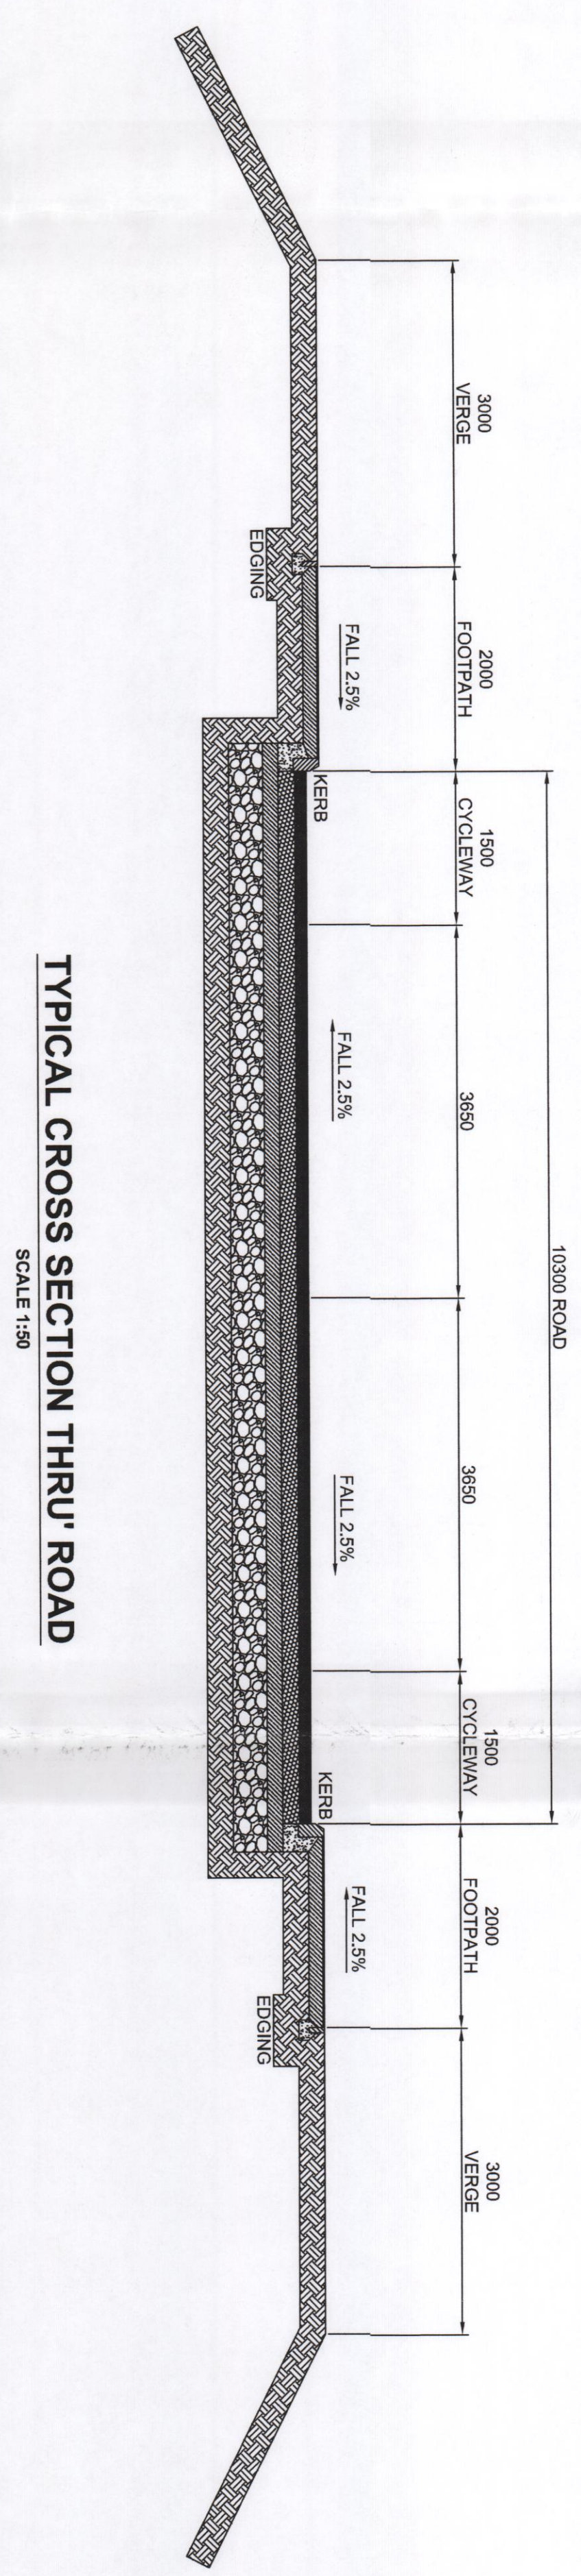 10300 ROAD
3000
VERGE
2000
FOOTPATH
1500
CYCLEWAY
3650
3650
1500
CYCLEWAY
2000
FOOTPATH
3000
VERGE
FALL 2.5%
FALL 2.5%
FALL 2.5%
FALL 2.5%
KERB
KERB
EDGING
EDGING
TYPICAL CROSS SECTION THRU' ROAD
SCALE 1:50